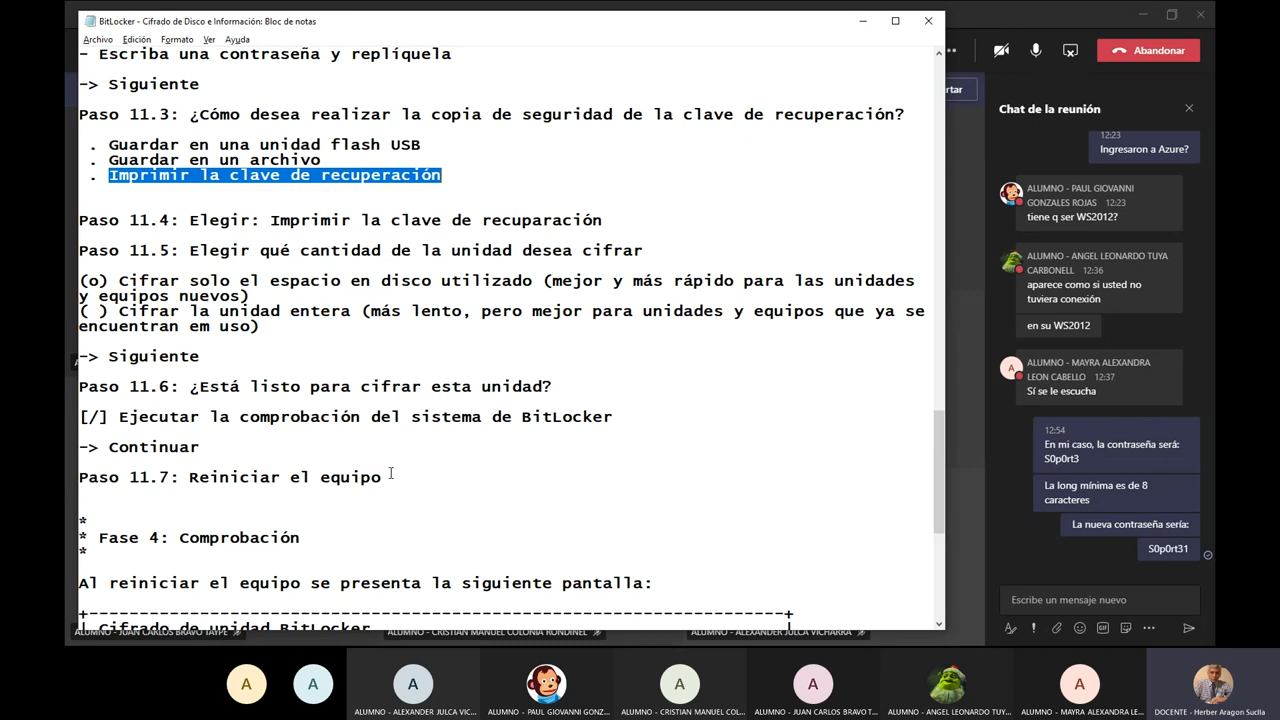 BitLocker - Cifrado de Disco e Información: Bloc de notas
Archivo Edición Formato Ver Ayuda
- Escriba una contraseña y replíquela
-> Siguiente
Paso 11.3: ¿Cómo desea realizar la copia de seguridad de la clave de recuperación?
. Guardar en una unidad flash USB
. Guardar en un archivo
. Imprimir la clave de recuperación
Paso 11.4: Elegir: Imprimir la clave de recuparación
Paso 11.5: Elegir qué cantidad de la unidad desea cifrar
(o) Cifrar solo el espacio en disco utilizado (mejor y más rápido para las unidades
y equipos nuevos)
( ) Cifrar la unidad entera (más lento, pero mejor para unidades y equipos que ya se
encuentran em uso)
-> Siguiente
Paso 11.6: ¿Está listo para cifrar esta unidad?
[/] Ejecutar la comprobación del sistema de BitLocker
-> Continuar
Paso 11.7: Reiniciar el equipo
*
* Fase 4: Comprobación
*
Al reiniciar el equipo se presenta la siguiente pantalla:
+---------------------------------------------------------------------+
| Cifrado de unidad BitLocker |
Abandonar
rtar
Chat de la reunión
12:23
Ingresaron a Azure?
ALUMNO - PAUL GIOVANNI
GONZALES ROJAS 12:23
tiene q ser WS2012?
ALUMNO - ANGEL LEONARDO TUYA
CARBONELL 12:36
aparece como si usted no
tuviera conexión
en su WS2012
A
ALUMNO - MAYRA ALEXANDRA
LEON CABELLO 12:37
Sí se le escucha
12:54
En mi caso, la contraseña será:
S0p0rt3
La long mínima es de 8
caracteres
La nueva contraseña sería:
S0p0rt31
Escribe un mensaje nuevo
ALUMNO - JUAN CARLOS BRAVO TAYPE
ALUMNO - CRISTIAN MANUEL COLONIA RONDINEL
ALUMNO - ALEXANDER JULCA VICHARRA
A A A A A A
ALUMNO - ALEXANDER JULCA VIC...
ALUMNO - PAUL GIOVANNI GONZ...
ALUMNO - CRISTIAN MANUEL COL...
ALUMNO - JUAN CARLOS BRAVO T...
ALUMNO - ANGEL LEONARDO TUY...
ALUMNO - MAYRA ALEXANDRA LE...
DOCENTE - Herber Aragon Suclla